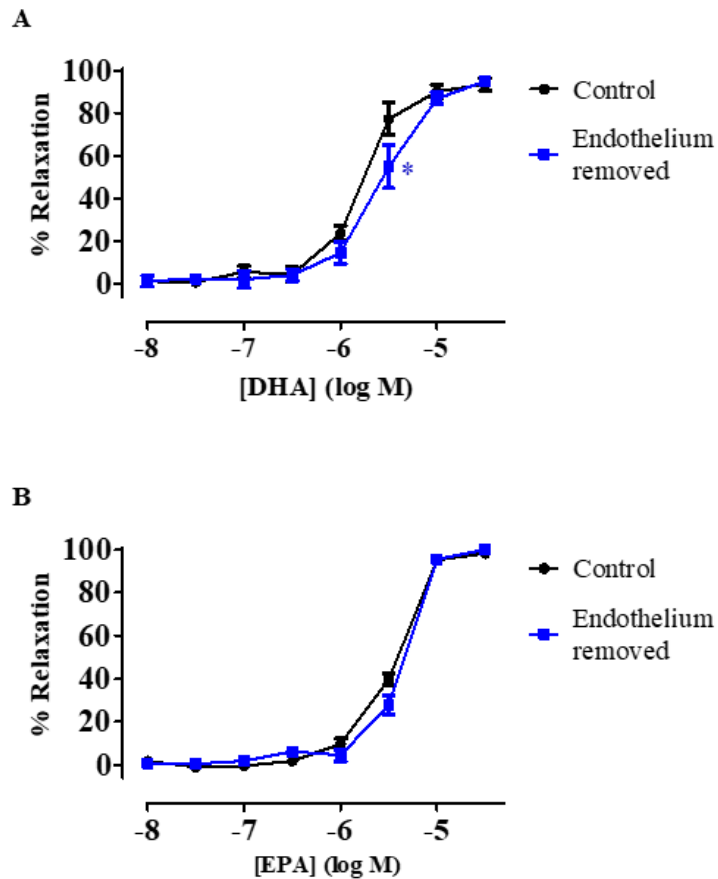 A
100
80
60
40
20
0
% Relaxation
-8
-7
-6
-5
[DHA] (log M)
*
Control
Endothelium
removed
B
100
80
60
40
20
0
% Relaxation
-8
-7
-6
-5
[EPA] (log M)
Control
Endothelium
removed